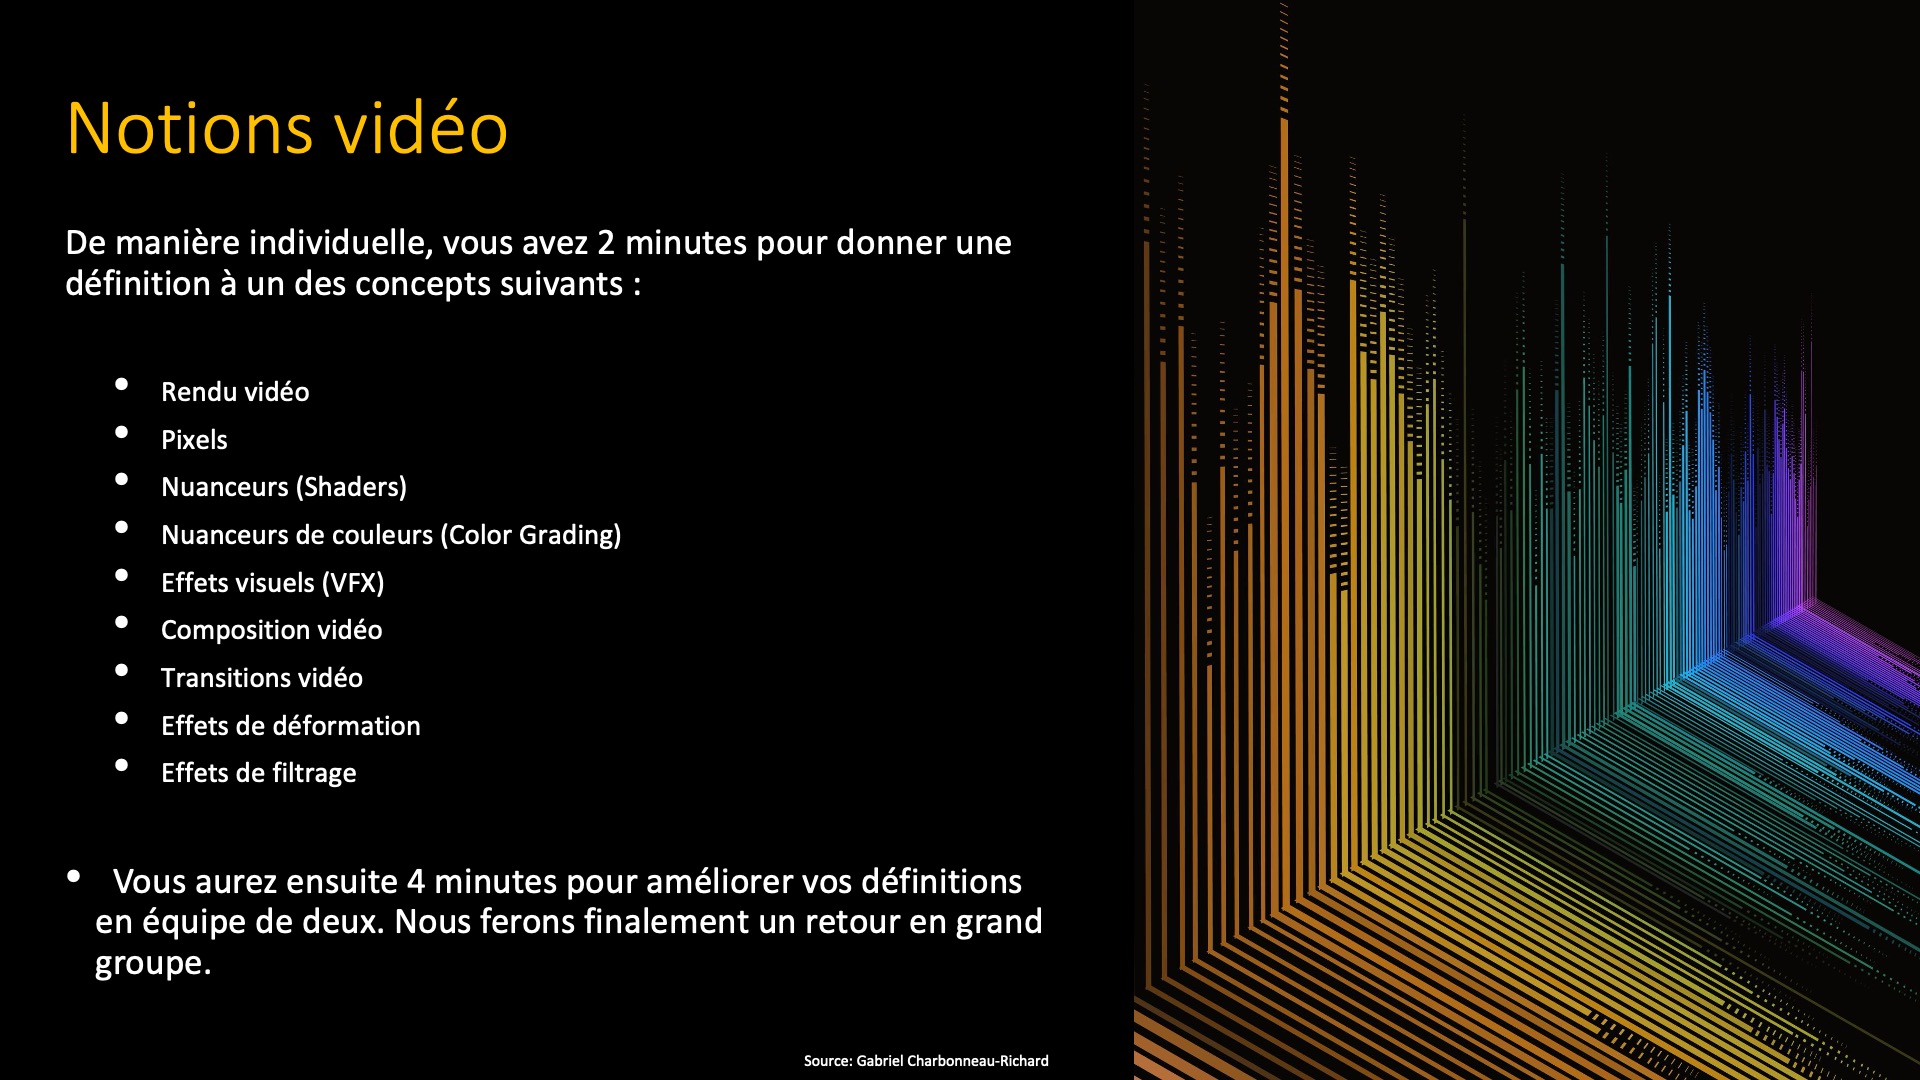 Notions vidéo
De manière individuelle, vous avez 2 minutes pour donner une
définition à un des concepts suivants :
• Rendu vidéo
• Pixels
• Nuanceurs (Shaders)
• Nuanceurs de couleurs (Color Grading)
• Effets visuels (VFX)
• Composition vidéo
• Transitions vidéo
• Effets de déformation
• Effets de filtrage
• Vous aurez ensuite 4 minutes pour améliorer vos définitions
en équipe de deux. Nous ferons finalement un retour en grand
groupe.
Source: Gabriel Charbonneau-Richard